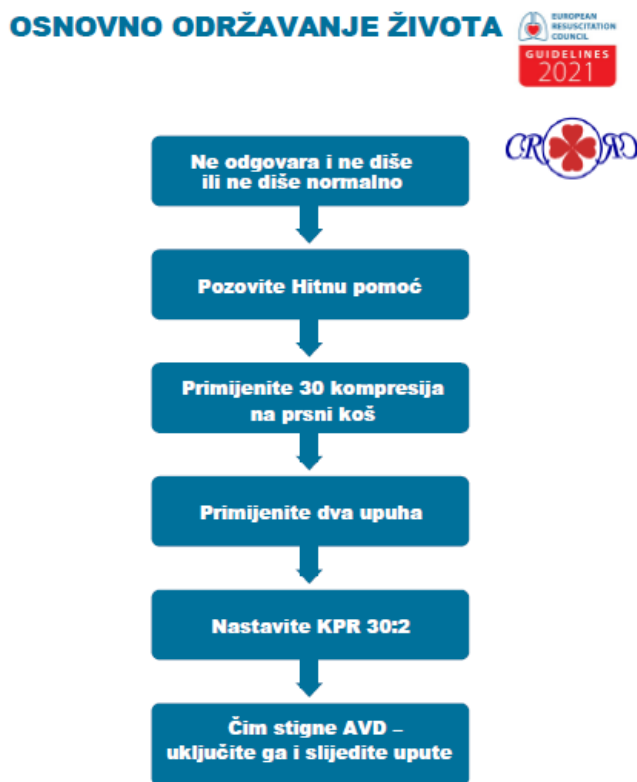 OSNOVNO ODRŽAVANJE ŽIVOTA
EUROPEAN
RESUSCITATION
COUNCIL
GUIDELINES
2021
Ne odgovara i ne diše
ili ne diše normalno
Pozovite Hitnu pomoć
Primijenite 30 kompresija
na prsni koš
Primijenite dva upuha
Nastavite KPR 30:2
Čim stigne AVD –
uključite ga i slijedite upute